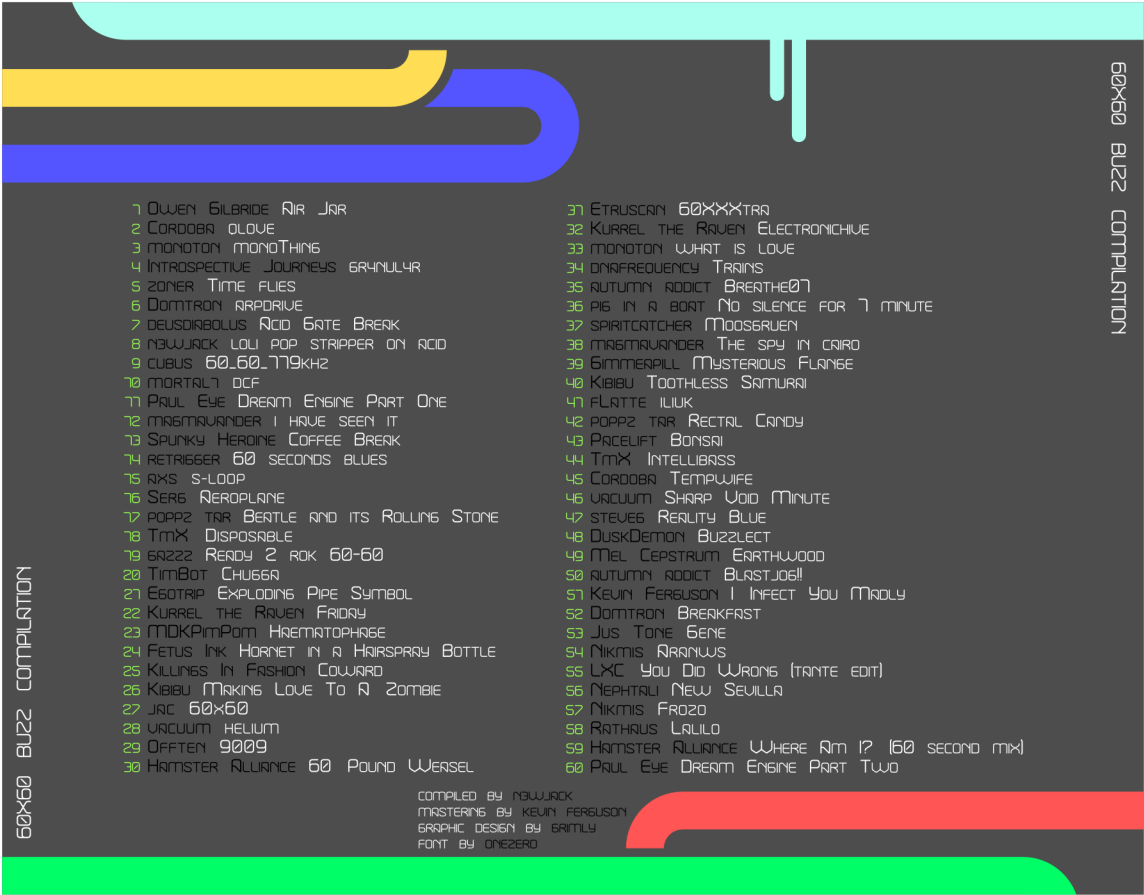 60X60 BUZZ COMPILATION
1 Owen Gilbride Air Jar
2 Cordoba qlove
3 monoton monoThing
4 Introspective Journeys gr4nul4r
5 zoner Time flies
6 Domtron arpdrive
7 deusdiabolus Acid Gate Break
8 n3wjack loli pop stripper on acid
9 cubus 60_60_779khz
10 mortal1 dcf
11 Paul Eye Dream Engine Part One
12 magmavander i have seen it
13 Spunky Heroine Coffee Break
14 retrigger 60 seconds blues
15 axs s-loop
16 Serg Aeroplane
17 poppz tar Beatle and its Rolling Stone
18 TmX Disposable
19 gazzz Ready 2 rok 60-60
20 TimBot Chugga
21 Egotrip Exploding Pipe Symbol
22 Kurrel the Raven Friday
23 MDKPimPom Haematophage
24 Fetus Ink Hornet in a Hairspray Bottle
25 Killings In Fashion Coward
26 Kibibu Making Love To A Zombie
27 jac 60x60
28 vacuum helium
29 Offten 9009
30 Hamster Alliance 60 Pound Weasel
31 Etruscan 60XXXtra
32 Kurrel the Raven Electronichive
33 monoton what is love
34 dnafrequency Trains
35 autumn addict Breathe01
36 pig in a boat No silence for 1 minute
37 spiritcatcher Moosgruen
38 magmavander The spy in cairo
39 Gimmerpill Mysterious Flange
40 Kibibu Toothless Samurai
41 fLatte iliuk
42 poppz tar Rectal Candy
43 Pacelift Bonsai
44 TmX Intellibass
45 Cordoba Tempwife
46 vacuum Sharp Void Minute
47 steveg Reality Blue
48 DuskDemon Buzzlect
49 Mel Cepstrum Earthwood
50 autumn addict Blastjog!!
51 Kevin Ferguson I Infect You Madly
52 Domtron Breakfast
53 Jus Tone Gene
54 Nikmis Aranws
55 LXC You Did Wrong (tante edit)
56 Nephtali New Sevilla
57 Nikmis Frozo
58 Rathaus Lalilo
59 Hamster Alliance Where Am I? (60 second mix)
60 Paul Eye Dream Engine Part Two
compiled by n3wjack
mastering by kevin ferguson
graphic design by grimly
font by onezero
60X60 BUZZ COMPILATION